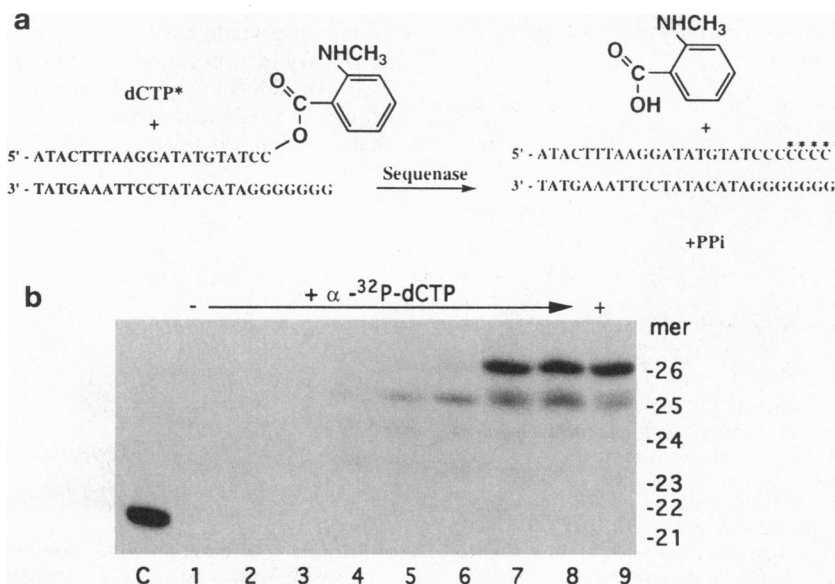 a
NHCH₃
O
O
dCTP*
+
5' - ATACTTTAAGGATATGTATCC
3' - TATGAAATTCCTATACATAGGGGGGG
Sequenase
NHCH₃
O
OH
+
****
5' - ATACTTTAAGGATATGTATCCCCCCC
3' - TATGAAATTCCTATACATAGGGGGGG
+PPi
b
- + α -³²P-dCTP +
mer
-26
-25
-24
-23
-22
-21
C 1 2 3 4 5 6 7 8 9